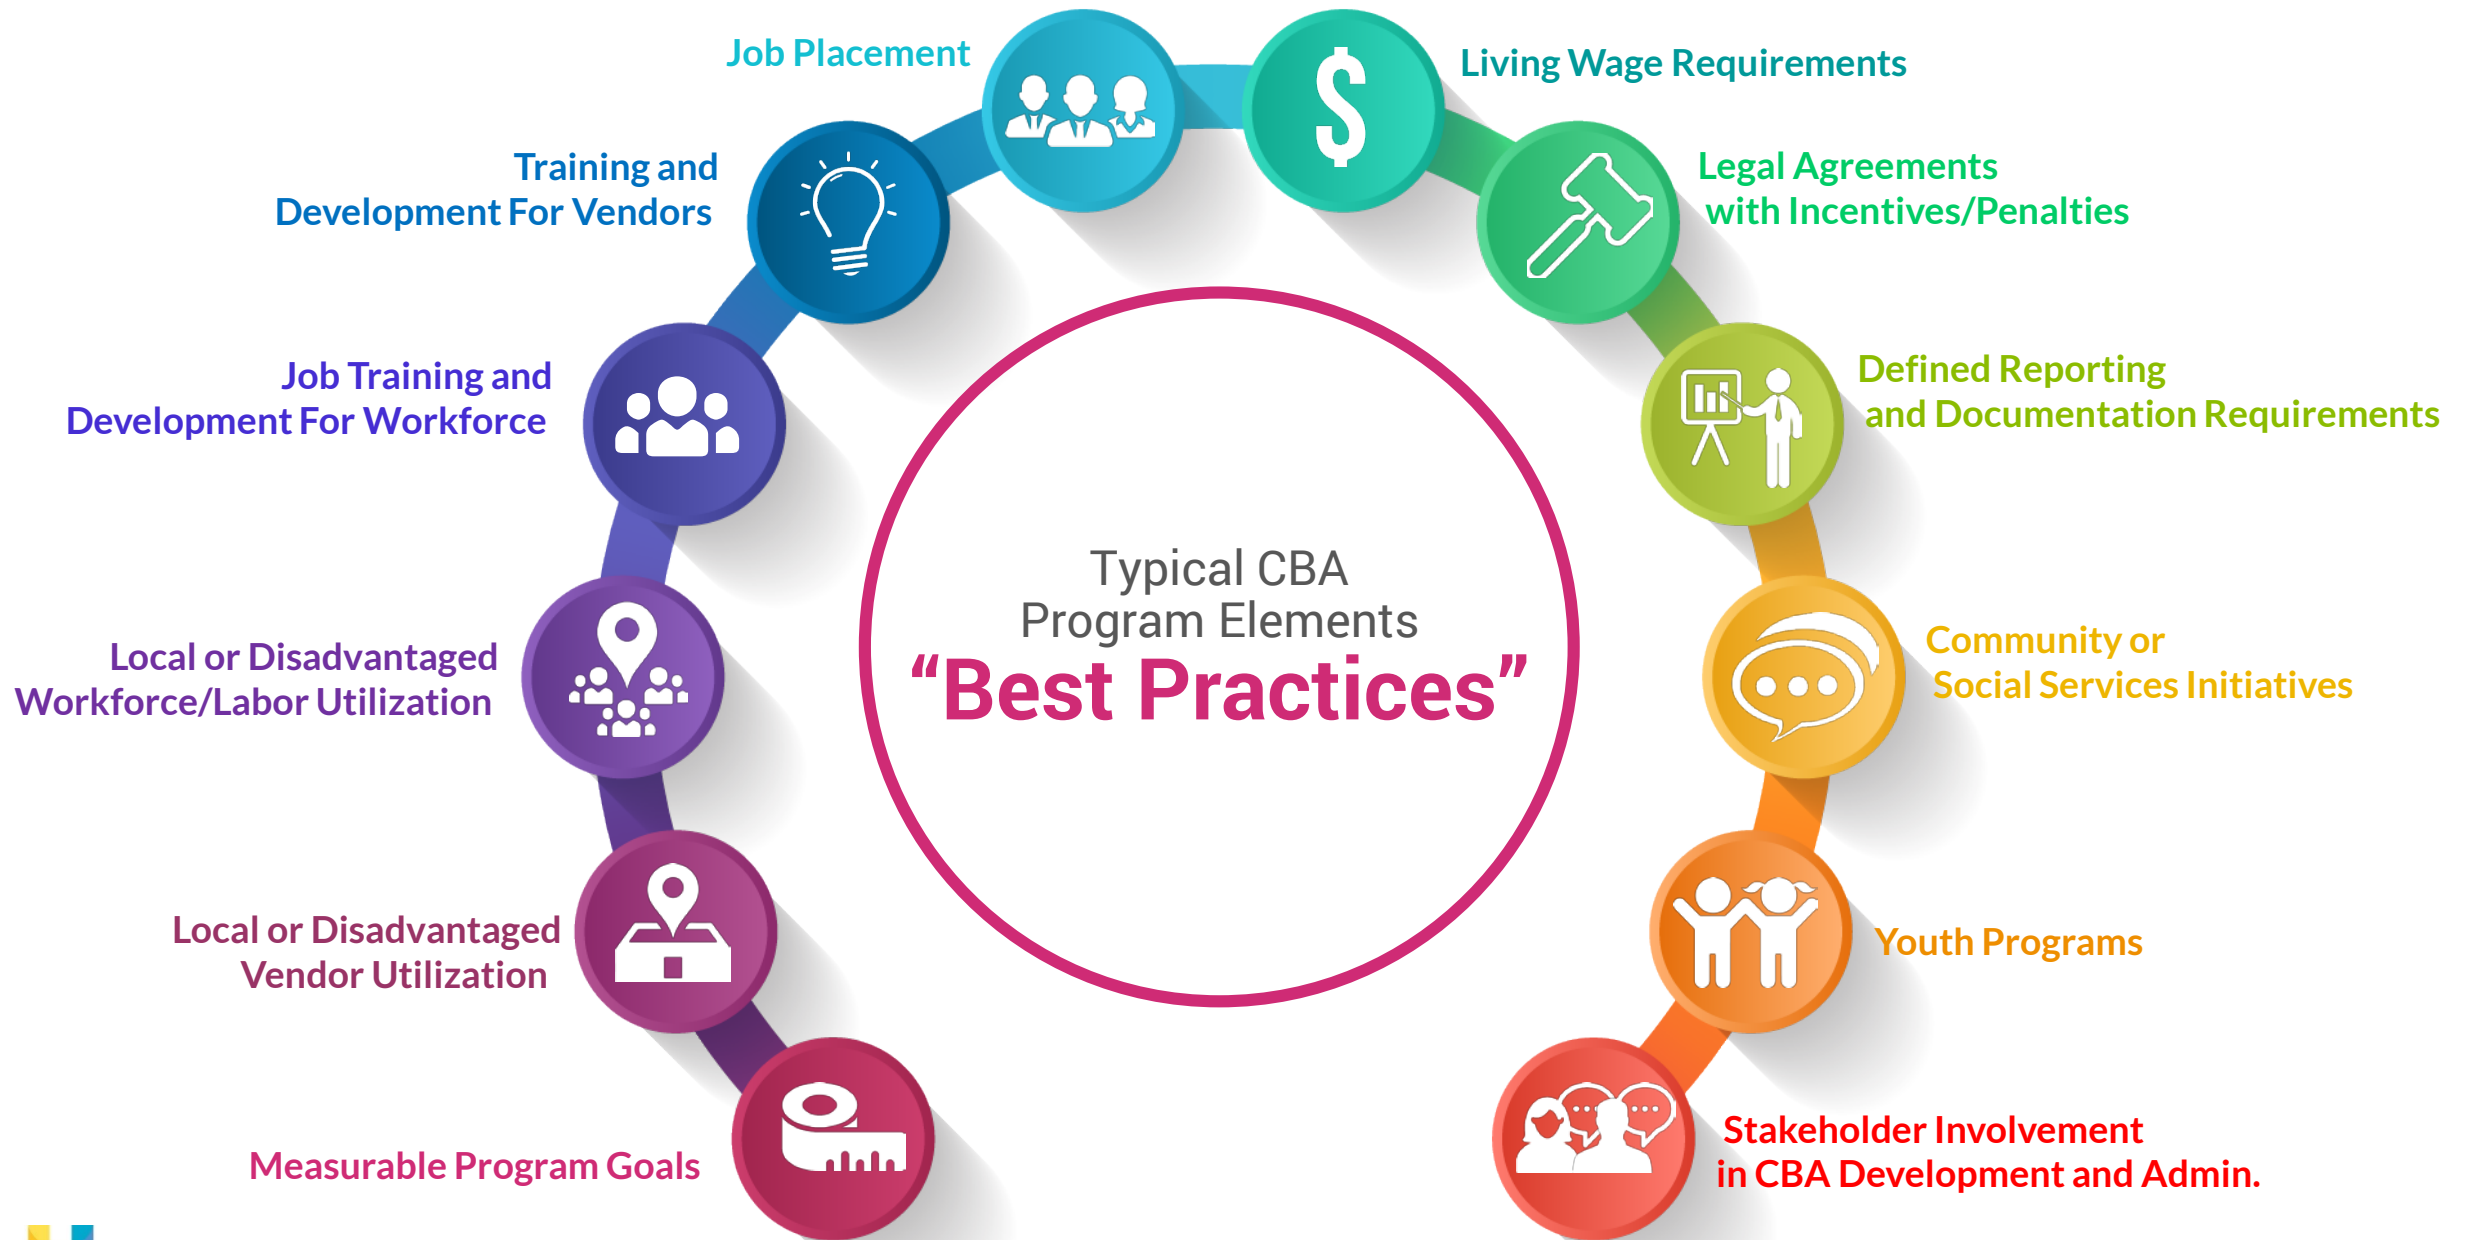 Job Placement
Living Wage Requirements
Training and
Development For Vendors
Legal Agreements
with Incentives/Penalties
Job Training and
Development For Workforce
Defined Reporting
and Documentation Requirements
Typical CBA
Program Elements
“Best Practices”
Local or Disadvantaged
Workforce/Labor Utilization
Community or
Social Services Initiatives
Local or Disadvantaged
Vendor Utilization
Youth Programs
Measurable Program Goals
Stakeholder Involvement
in CBA Development and Admin.
$